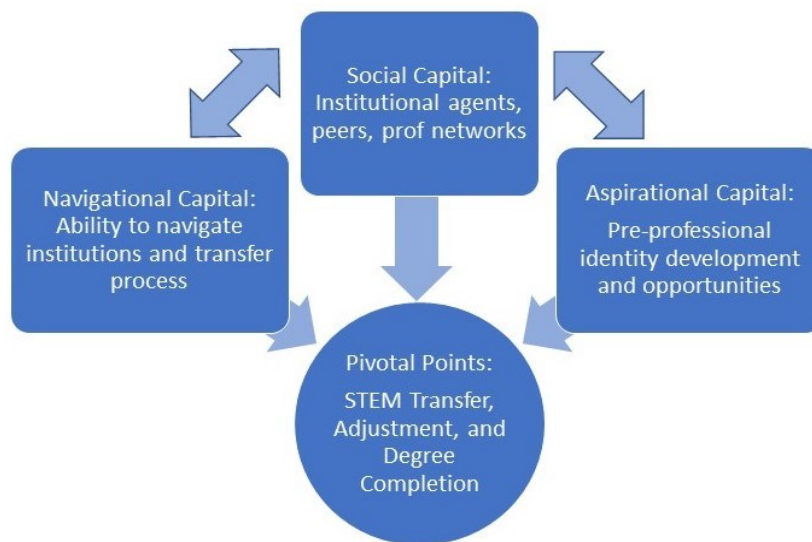 Social Capital:
Institutional agents,
peers, prof networks
Navigational Capital:
Ability to navigate
institutions and transfer
process
Aspirational Capital:
Pre-professional
identity development
and opportunities
Pivotal Points:
STEM Transfer,
Adjustment, and
Degree
Completion